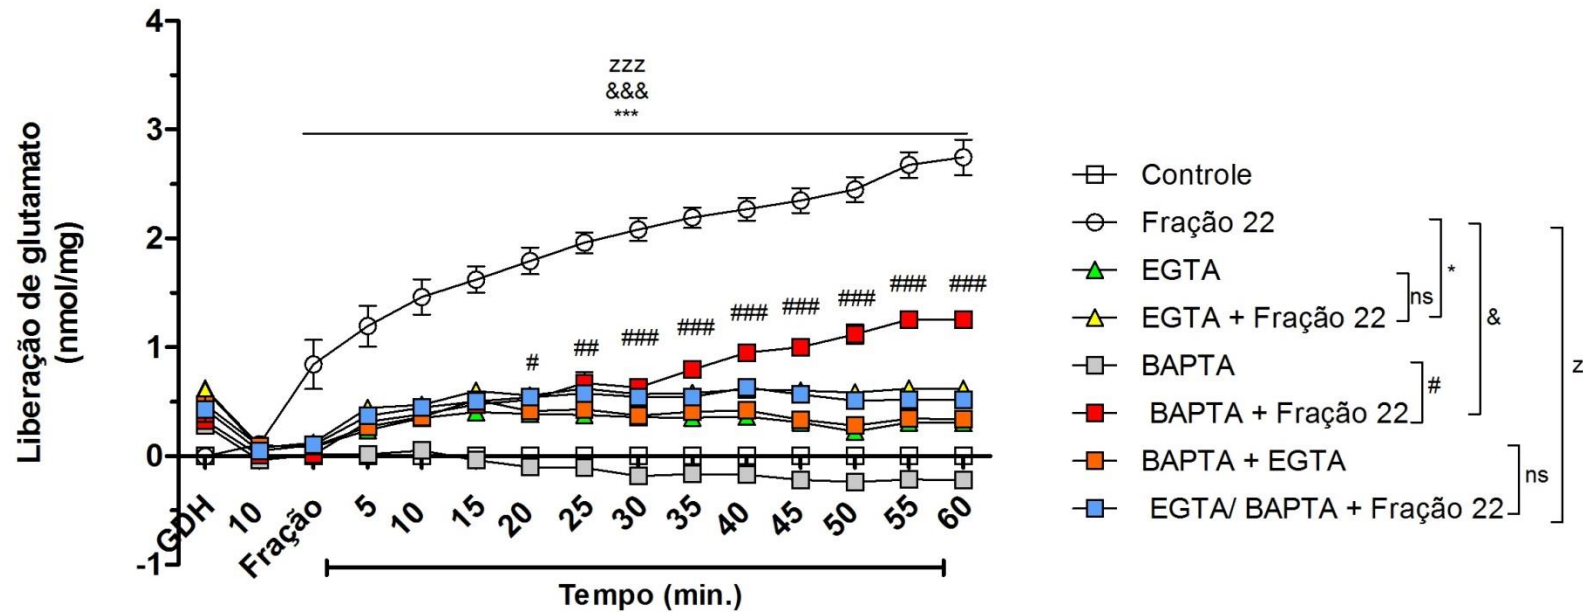 4
zzz
&&&
***
3
2
1
0
-1
Liberação de glutamato
(nmol/mg)
# ## ### ### ### ### ### ### ###
GDH 10 Fração 5 10 15 20 25 30 35 40 45 50 55 60
Tempo (min.)
Controle
Fração 22
EGTA
EGTA + Fração 22
BAPTA
BAPTA + Fração 22
BAPTA + EGTA
EGTA/ BAPTA + Fração 22
ns
*
&
#
z
ns